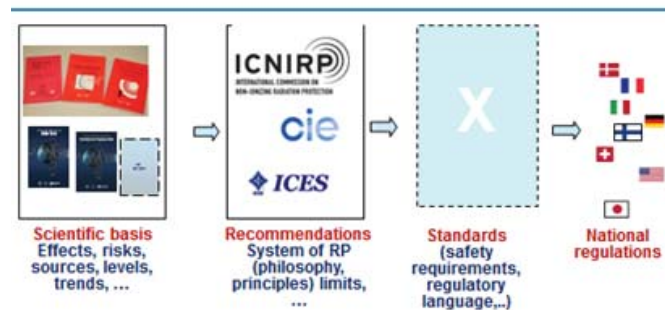 ICNIRP
INTERNATIONAL COMMISSION ON
NON-IONIZING RADIATION PROTECTION
cie
ICES
X
Scientific basis
Effects, risks,
sources, levels,
trends, ...
Recommendations
System of RP
(philosophy,
principles) limits,
...
Standards
(safety
requirements,
regulatory
language,..)
National
regulations